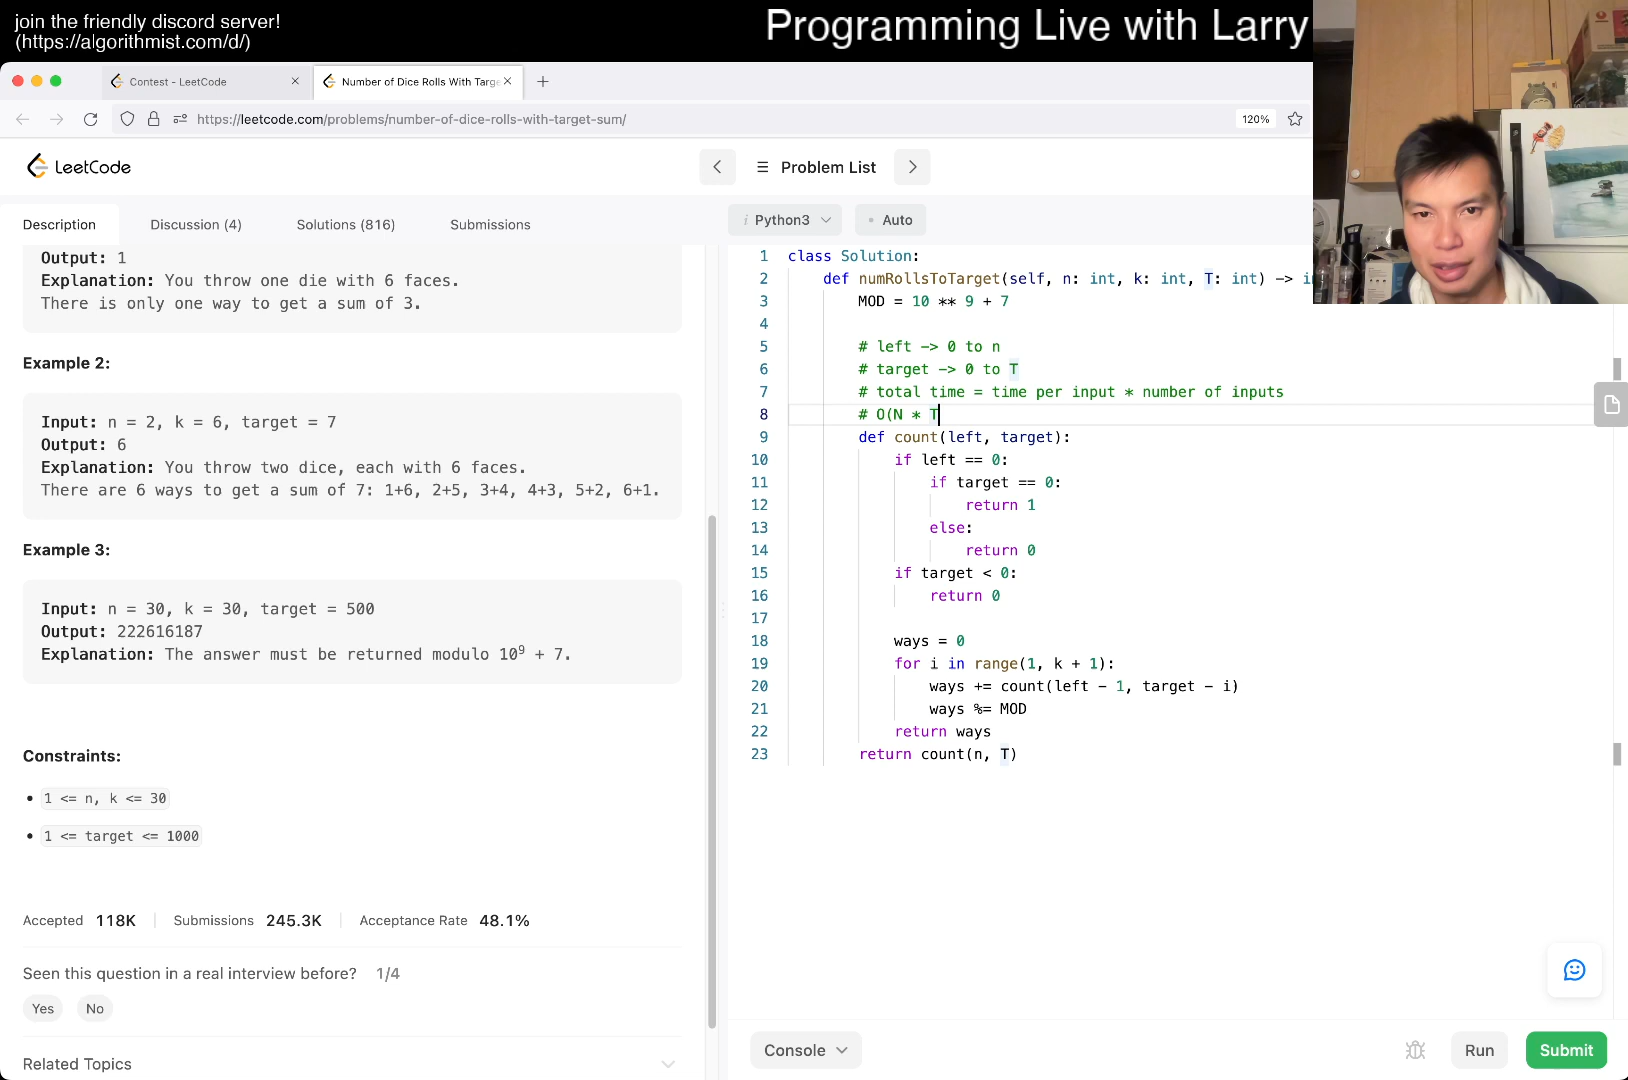 join the friendly discord server!
(https://algorithmist.com/d/)
Programming Live with Larry
Contest - LeetCode
Number of Dice Rolls With Targe
https://leetcode.com/problems/number-of-dice-rolls-with-target-sum/
120%
LeetCode
Problem List
Description
Discussion (4)
Solutions (816)
Submissions
Output: 1
Explanation: You throw one die with 6 faces.
There is only one way to get a sum of 3.
Example 2:
Input: n = 2, k = 6, target = 7
Output: 6
Explanation: You throw two dice, each with 6 faces.
There are 6 ways to get a sum of 7: 1+6, 2+5, 3+4, 4+3, 5+2, 6+1.
Example 3:
Input: n = 30, k = 30, target = 500
Output: 222616187
Explanation: The answer must be returned modulo 10⁹ + 7.
Constraints:
• 1 <= n, k <= 30
• 1 <= target <= 1000
Accepted 118K Submissions 245.3K Acceptance Rate 48.1%
Seen this question in a real interview before? 1/4
Yes No
Related Topics
i Python3
• Auto
1 class Solution:
2 def numRollsToTarget(self, n: int, k: int, T: int) -> in
3 MOD = 10 ** 9 + 7
4
5 # left -> 0 to n
6 # target -> 0 to T
7 # total time = time per input * number of inputs
8 # O(N * T
9 def count(left, target):
10 if left == 0:
11 if target == 0:
12 return 1
13 else:
14 return 0
15 if target < 0:
16 return 0
17
18 ways = 0
19 for i in range(1, k + 1):
20 ways += count(left - 1, target - i)
21 ways %= MOD
22 return ways
23 return count(n, T)
Console
Run
Submit